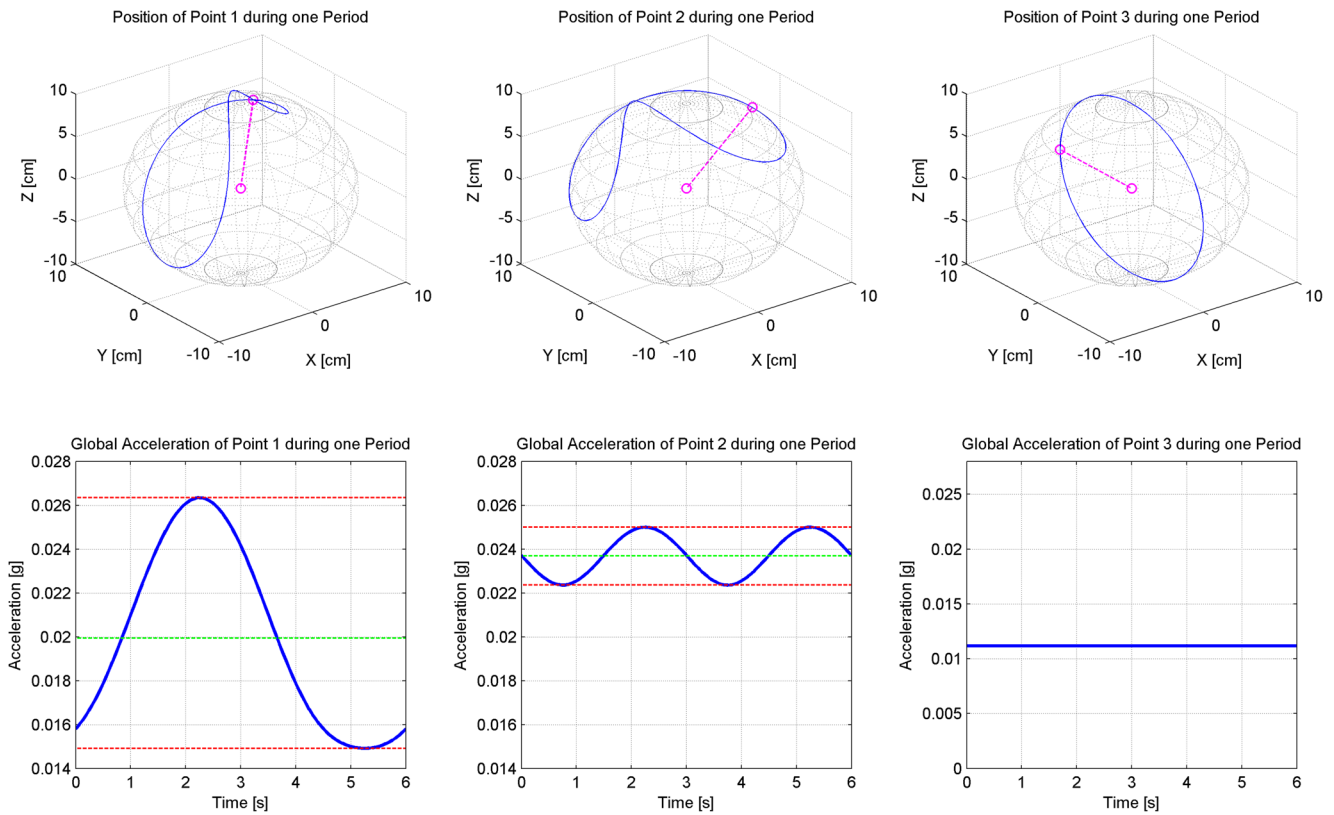 Position of Point 1 during one Period
10
5
0
-5
-10
Z [cm]
10
0
-10
Y [cm]
-10
0
10
X [cm]
Position of Point 2 during one Period
10
5
0
-5
-10
Z [cm]
10
0
-10
Y [cm]
-10
0
10
X [cm]
Position of Point 3 during one Period
10
5
0
-5
-10
Z [cm]
10
0
-10
Y [cm]
-10
0
10
X [cm]
Global Acceleration of Point 1 during one Period
0.028
0.026
0.024
0.022
0.02
0.018
0.016
0.014
Acceleration [g]
0 1 2 3 4 5 6
Time [s]
Global Acceleration of Point 2 during one Period
0.028
0.026
0.024
0.022
0.02
0.018
0.016
0.014
Acceleration [g]
0 1 2 3 4 5 6
Time [s]
Global Acceleration of Point 3 during one Period
0.025
0.02
0.015
0.01
0.005
0
Acceleration [g]
0 1 2 3 4 5 6
Time [s]